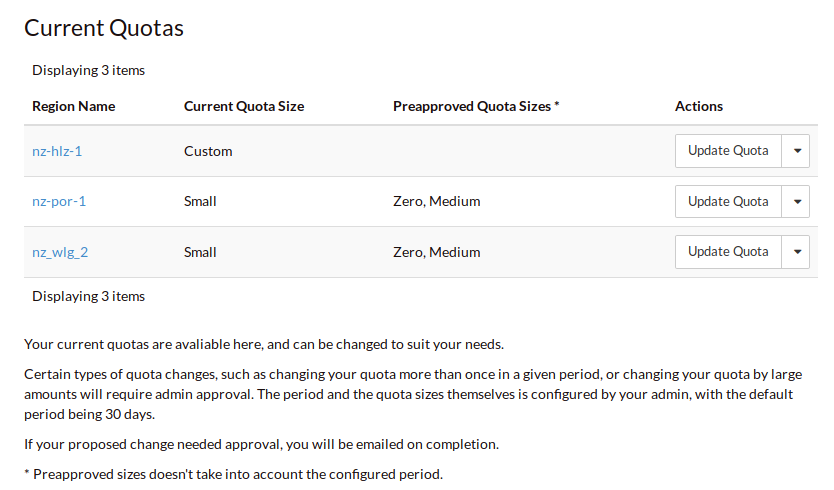 Current Quotas
Displaying 3 items
Region Name Current Quota Size Preapproved Quota Sizes * Actions
nz-hlz-1 Custom Update Quota
nz-por-1 Small Zero, Medium Update Quota
nz_wlg_2 Small Zero, Medium Update Quota
Displaying 3 items
Your current quotas are avaliable here, and can be changed to suit your needs.
Certain types of quota changes, such as changing your quota more than once in a given period, or changing your quota by large
amounts will require admin approval. The period and the quota sizes themselves is configured by your admin, with the default
period being 30 days.
If your proposed change needed approval, you will be emailed on completion.
* Preapproved sizes doesn't take into account the configured period.